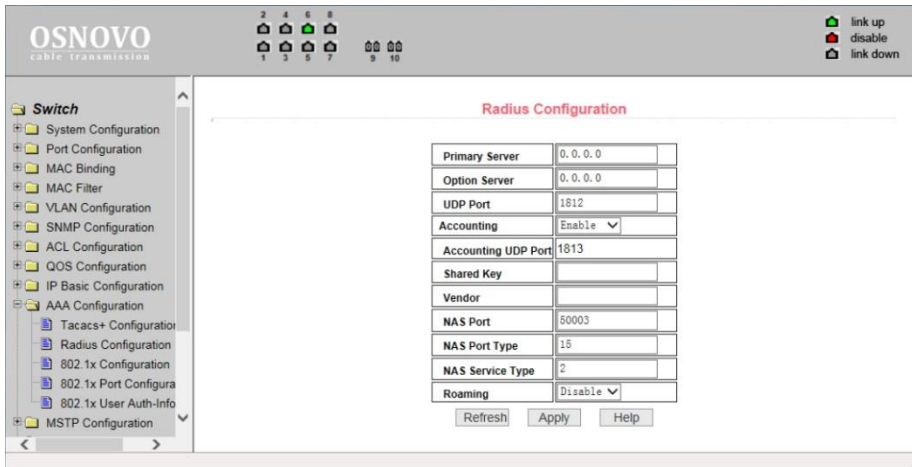 OSNOVO
cable transmission
2 4 6 8
1 3 5 7 9 10
link up
disable
link down
Switch
System Configuration
Port Configuration
MAC Binding
MAC Filter
VLAN Configuration
SNMP Configuration
ACL Configuration
QOS Configuration
IP Basic Configuration
AAA Configuration
Tacacs+ Configuration
Radius Configuration
802.1x Configuration
802.1x Port Configura
802.1x User Auth-Info
MSTP Configuration
Radius Configuration
Primary Server 0.0.0.0
Option Server 0.0.0.0
UDP Port 1812
Accounting Enable
Accounting UDP Port 1813
Shared Key
Vendor
NAS Port 50003
NAS Port Type 15
NAS Service Type 2
Roaming Disable
Refresh Apply Help